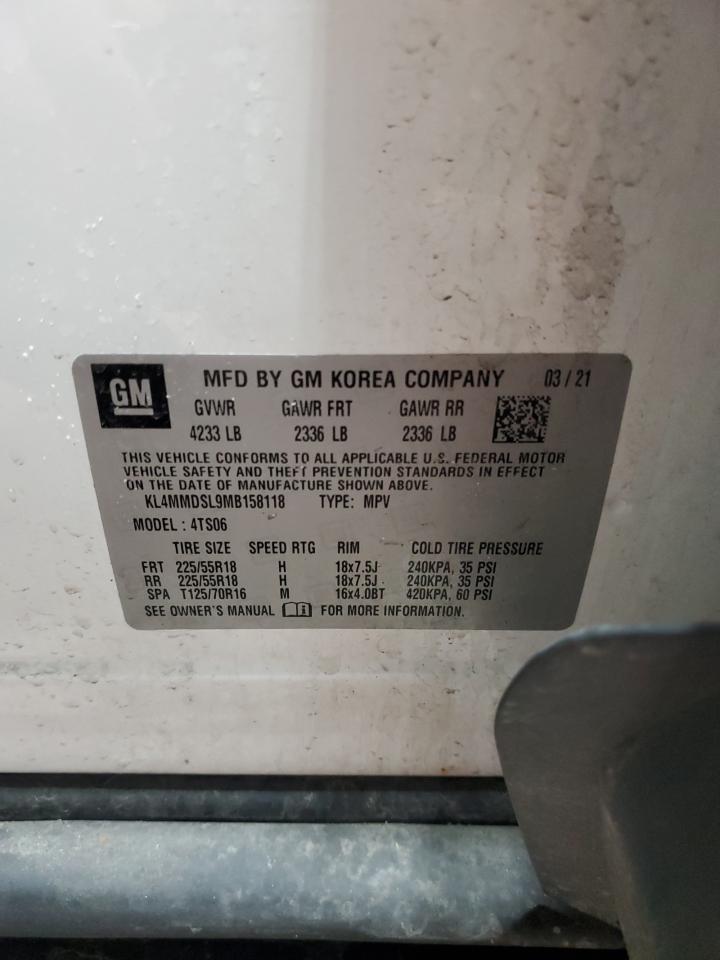 GM MFD BY GM KOREA COMPANY 03/21
GVWR GAWR FRT GAWR RR
4233 LB 2336 LB 2336 LB
THIS VEHICLE CONFORMS TO ALL APPLICABLE U.S. FEDERAL MOTOR
VEHICLE SAFETY AND THEFT PREVENTION STANDARDS IN EFFECT
ON THE DATE OF MANUFACTURE SHOWN ABOVE.
KL4MMDSL9MB158118 TYPE: MPV
MODEL : 4TS06
TIRE SIZE SPEED RTG RIM COLD TIRE PRESSURE
FRT 225/55R18 H 18x7.5J 240KPA, 35 PSI
RR 225/55R18 H 18x7.5J 240KPA, 35 PSI
SPA T125/70R16 M 16x4.0BT 420KPA, 60 PSI
SEE OWNER'S MANUAL FOR MORE INFORMATION.